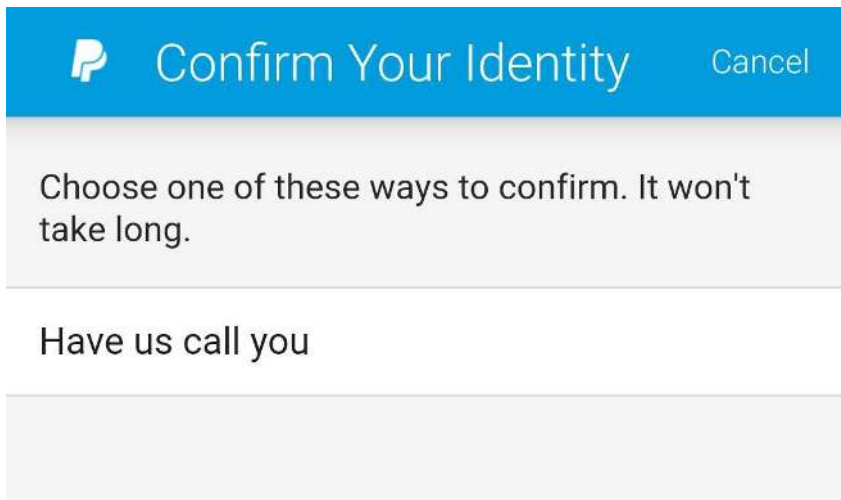 Confirm Your Identity Cancel
Choose one of these ways to confirm. It won't
take long.
Have us call you